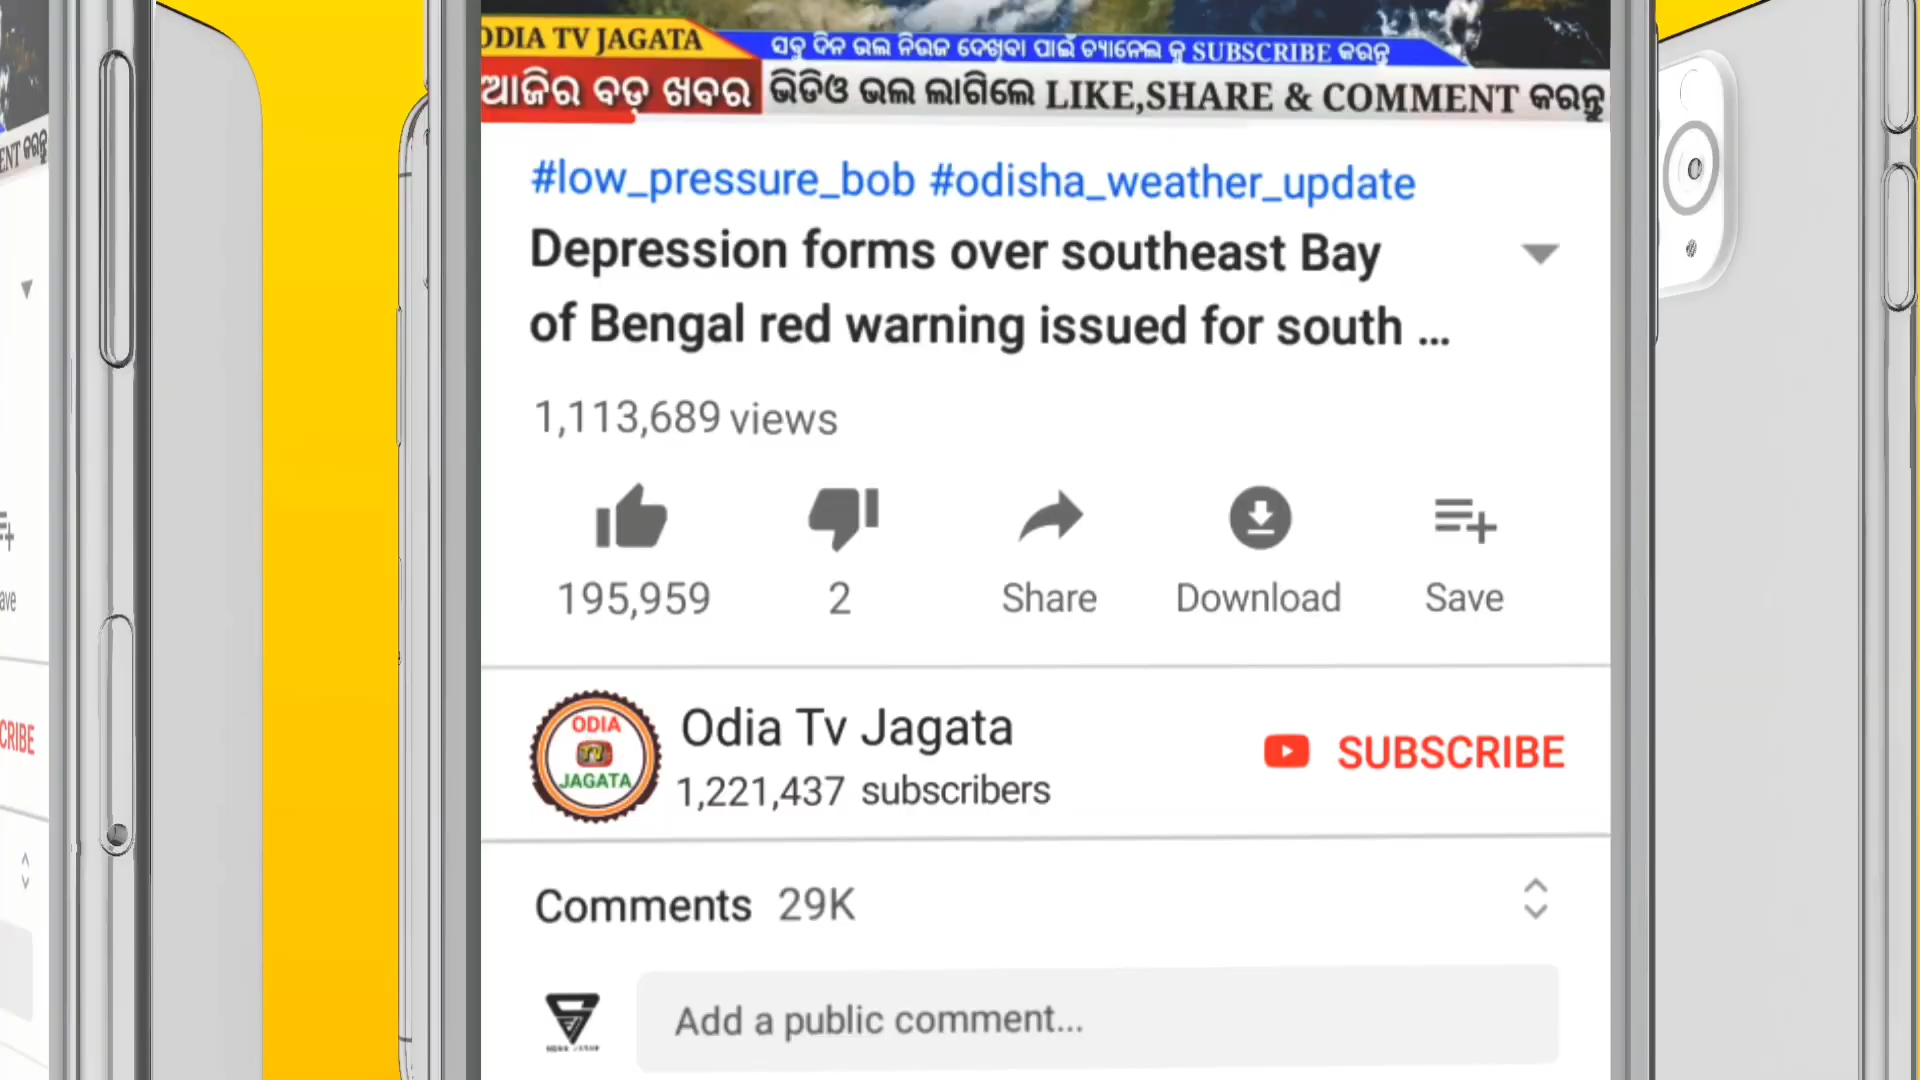 ODIA TV JAGATA
ସବୁ ଦିନ ଭଲ ନିଉଜ ଦେଖିବା ପାଇଁ ଚ୍ୟାନେଲ କୁ SUBSCRIBE କରନ୍ତୁ
ଆଜିର ବଡ଼ ଖବର
ଭିଡିଓ ଭଲ ଲାଗିଲେ LIKE,SHARE & COMMENT କରନ୍ତୁ
#low_pressure_bob #odisha_weather_update
Depression forms over southeast Bay
of Bengal red warning issued for south ...
1,113,689 views
195,959 2 Share Download Save
ODIA TV JAGATA
Odia Tv Jagata
1,221,437 subscribers
SUBSCRIBE
Comments 29K
Add a public comment...